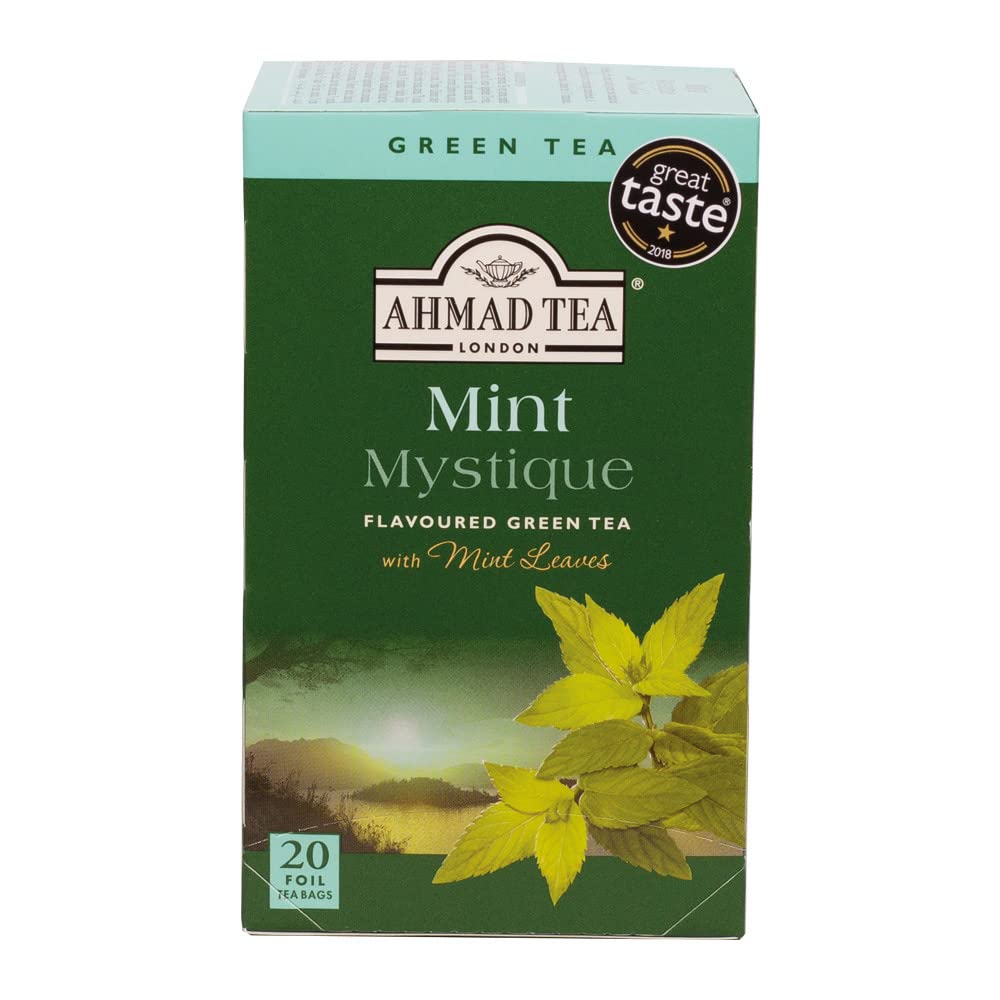 GREEN TEA
great
taste®
2018
AHMAD TEA®
LONDON
Mint
Mystique
FLAVOURED GREEN TEA
with Mint Leaves
20
FOIL
TEA BAGS